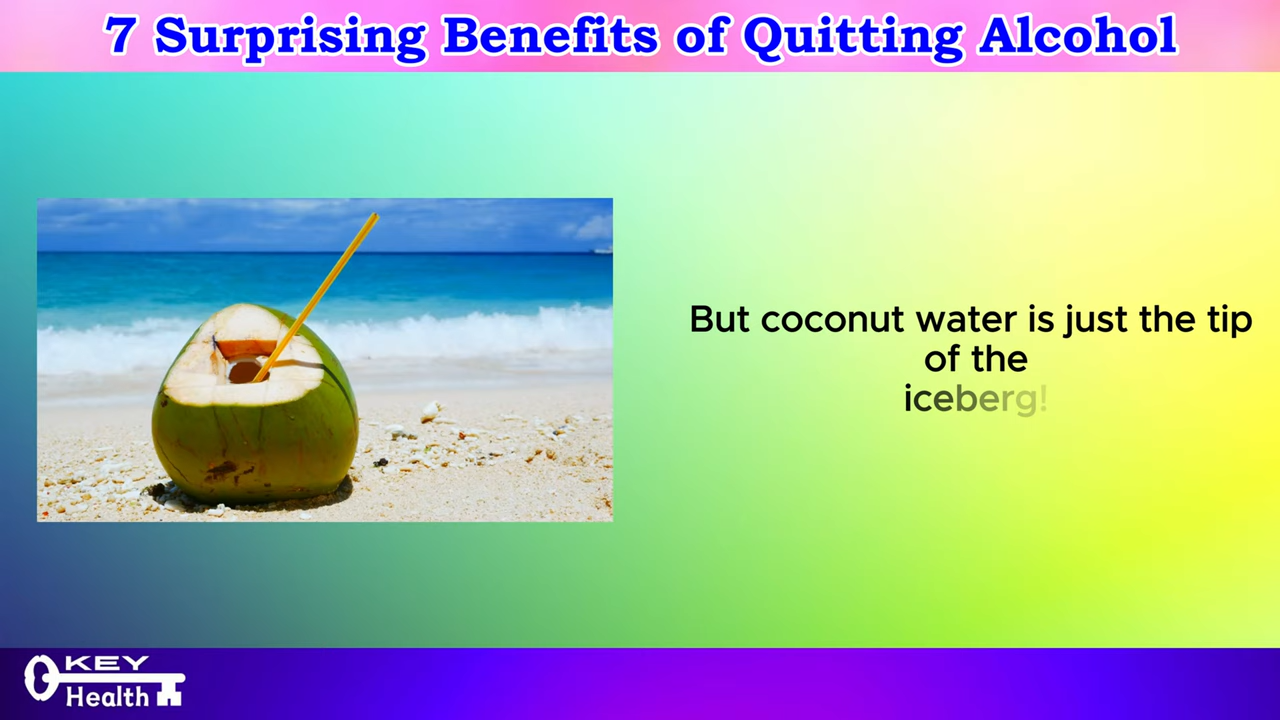 7 Surprising Benefits of Quitting Alcohol
But coconut water is just the tip
of the
iceberg!
KEY
Health